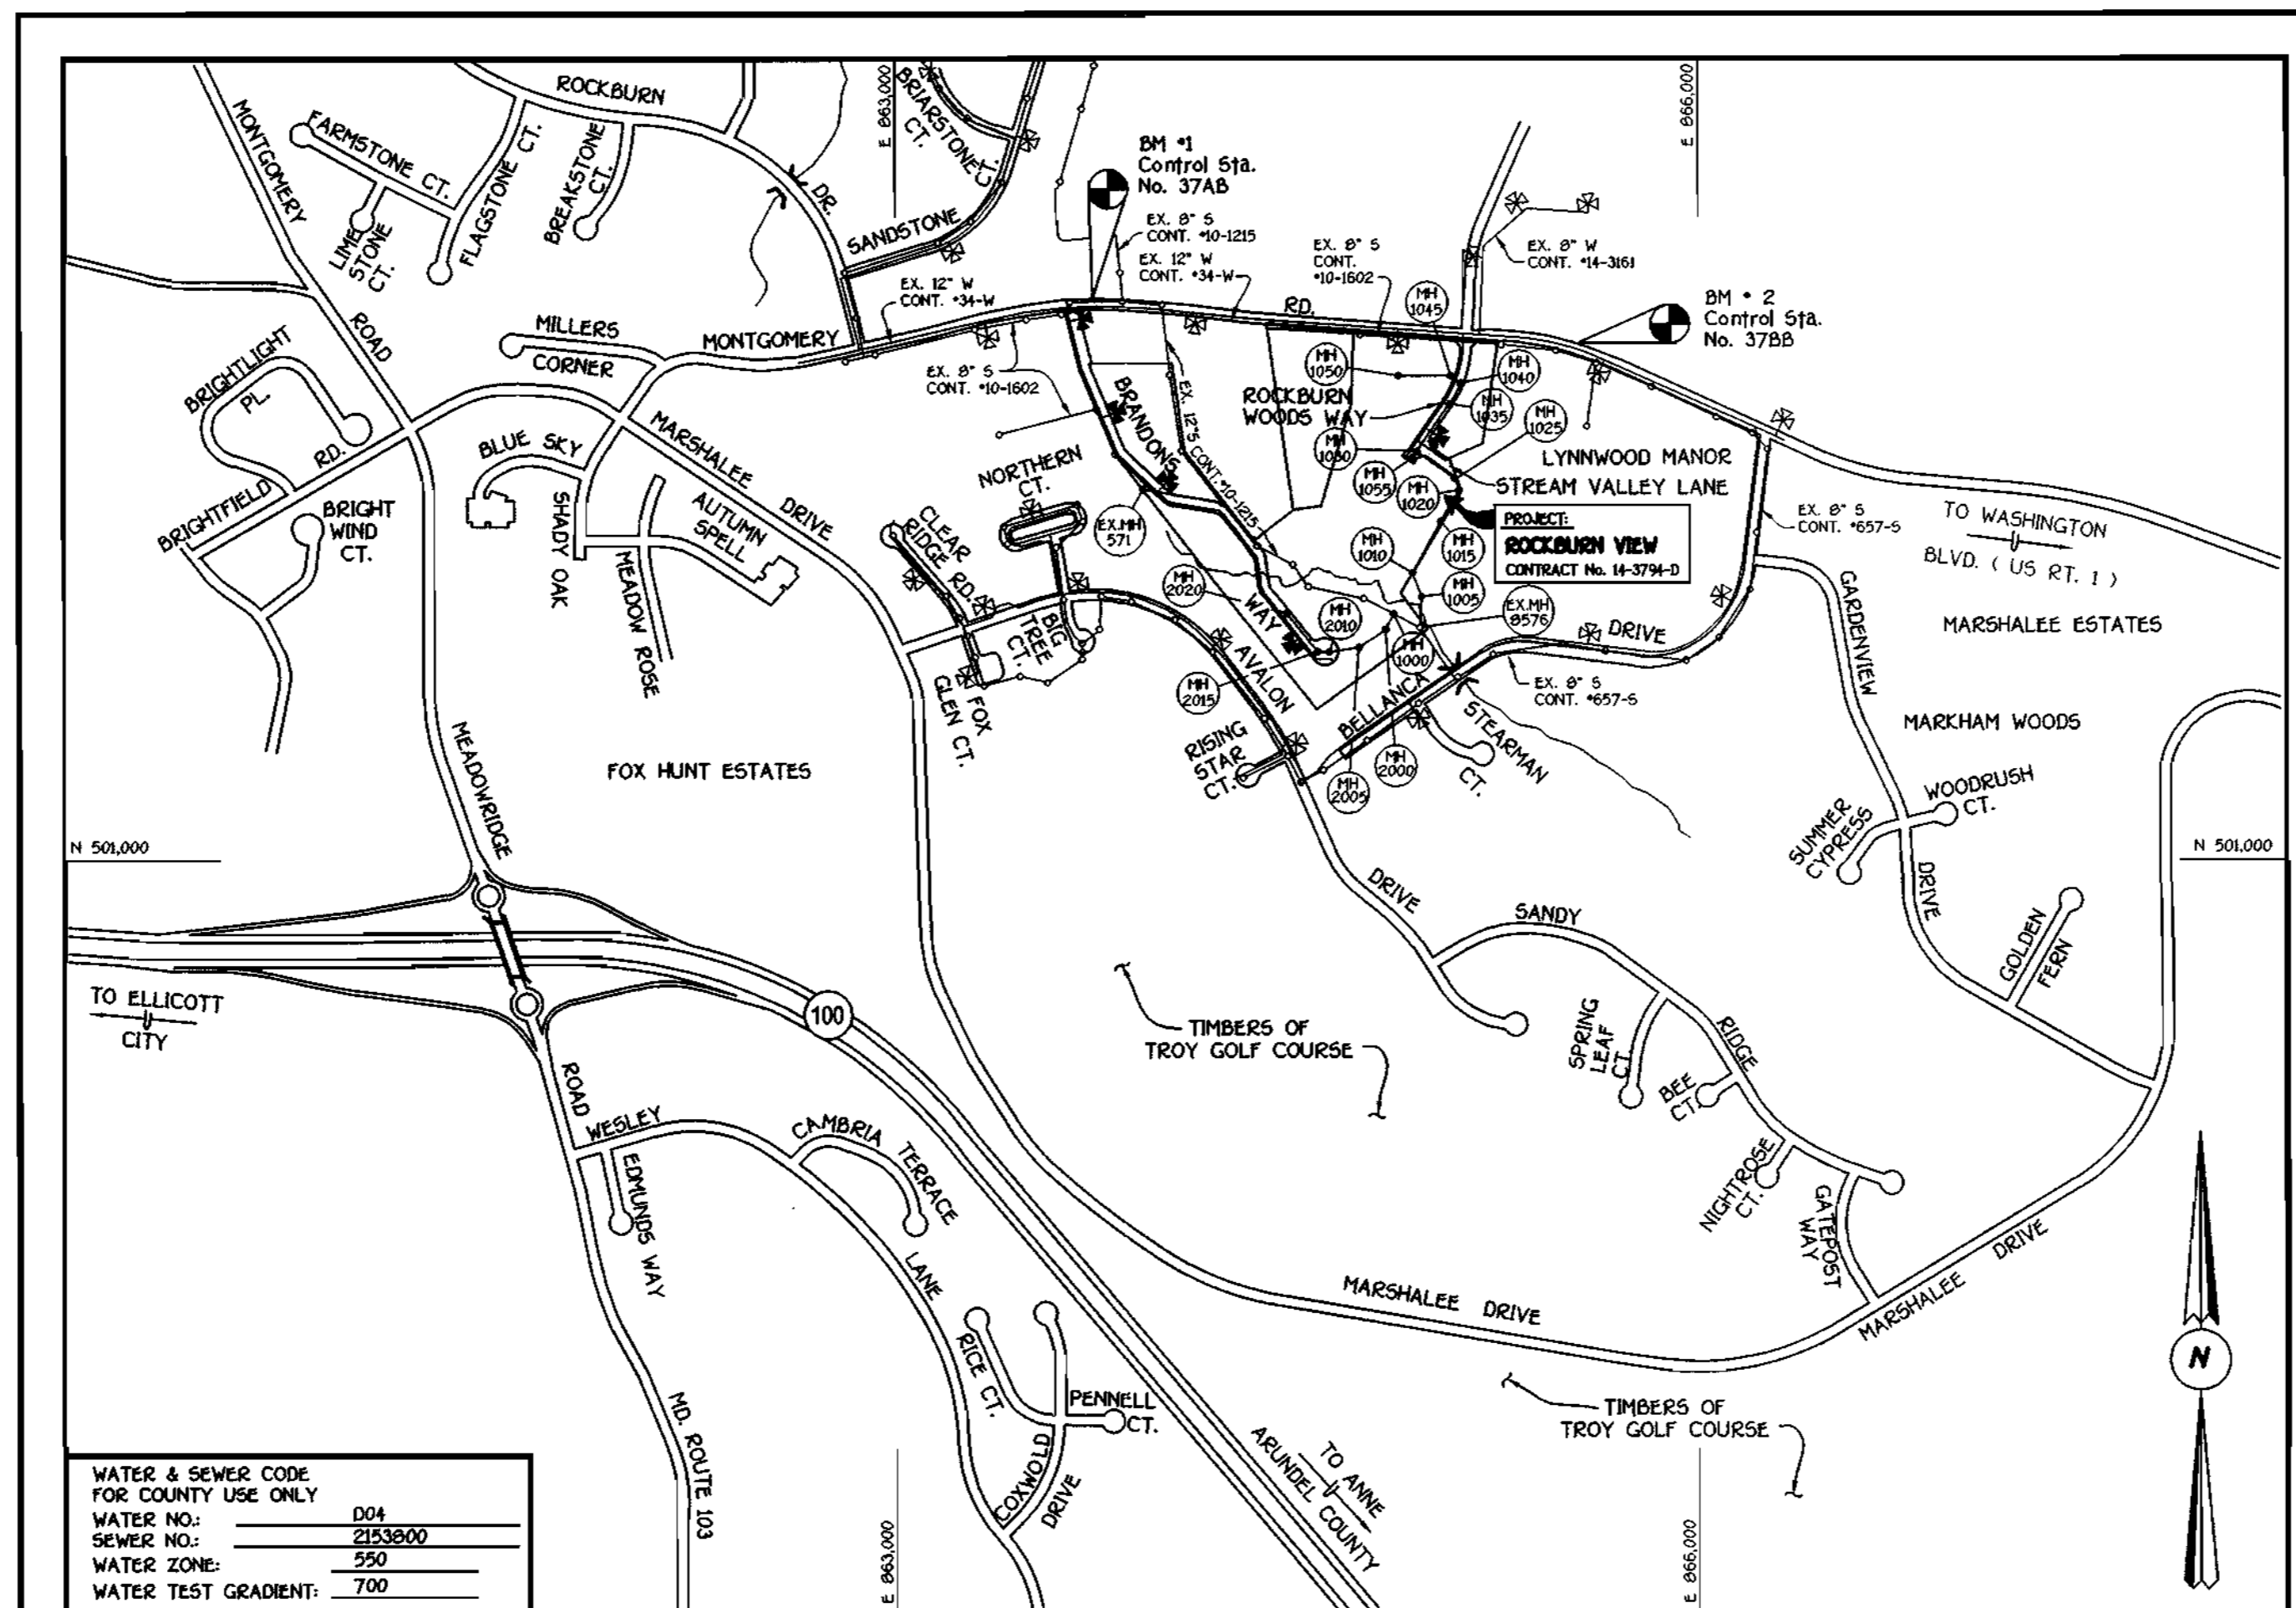 ROCKBURN
DR.
MONTGOMERY
ROAD
FARMSTONE CT.
LIME
STONE
CT.
FLAGSTONE CT.
BREAKSTONE
CT.
E 863,000
BRIARSTONE
CT.
CT.
SANDSTONE
BM #1
Control Sta.
No. 37AB
EX. 8" S
CONT. #10-1215
EX. 12" W
CONT. #34-W
EX. 12" W
CONT. #34-W
EX. 8" S
CONT.
#10-1602
E 866,000
EX. 8" W
CONT. #14-3161
BM # 2
Control Sta.
No. 37BB
MH
1045
RD.
MONTGOMERY
MILLERS
CORNER
BRIGHTLIGHT
PL.
EX. 8" S
CONT. #10-1602
BRANDONS
WAY
EX. 12"S CONT.#10-1215
MH
1050
MH
1040
ROCKBURN
WOODS WAY
MH
1035
MH
1025
MH
1030
MH
1055
MH
1020
LYNNWOOD MANOR
STREAM VALLEY LANE
PROJECT:
ROCKBURN VIEW
CONTRACT No. 14-3794-D
BLUE SKY
MARSHALEE
DRIVE
SHADY OAK
AUTUMN
SPELL
MEADOW ROSE
BRIGHTFIELD
RD.
BRIGHT
WIND
CT.
NORTHERN
CT.
CLEAR
RIDGE RD.
EX.MH
571
MH
1010
MH
1015
MH
1005
EX.MH
8576
MH
2020
MH
2010
MH
1000
MH
2015
BIG
TREE
CT.
FOX
GLEN CT.
AVALON
DRIVE
RISING
STAR
CT.
BELLANCA
DRIVE
STEARMAN
CT.
MH
2005
MH
2000
EX. 8" S
CONT. #657-S
EX. 8" S
CONT. #657-S
TO WASHINGTON
BLVD. ( US RT. 1 )
GARDENVIEW
DRIVE
MARSHALEE ESTATES
MARKHAM WOODS
WOODRUSH
CT.
SUMMER
CYPRESS
FOX HUNT ESTATES
MEADOWRIDGE
ROAD
N 501,000
N 501,000
GOLDEN
FERN
SANDY
RIDGE
SPRING
LEAF
CT.
BEE
CT.
NIGHTROSE
CT.
GATEPOST
WAY
TO ELLICOTT
CITY
100
TIMBERS OF
TROY GOLF COURSE
WESLEY
LANE
EDMUNDS WAY
CAMBRIA TERRACE
MARSHALEE DRIVE
MARSHALEE DRIVE
RICE CT.
PENNELL
CT.
COXWOLD
DRIVE
MD. ROUTE 103
TO ANNE
ARUNDEL COUNTY
TIMBERS OF
TROY GOLF COURSE
N
E 863,000
E 866,000
WATER & SEWER CODE
FOR COUNTY USE ONLY
WATER NO.: D04
SEWER NO.: 2153800
WATER ZONE: 550
WATER TEST GRADIENT: 700